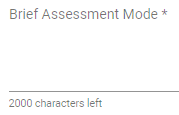 Brief Assessment Mode *
2000 characters left